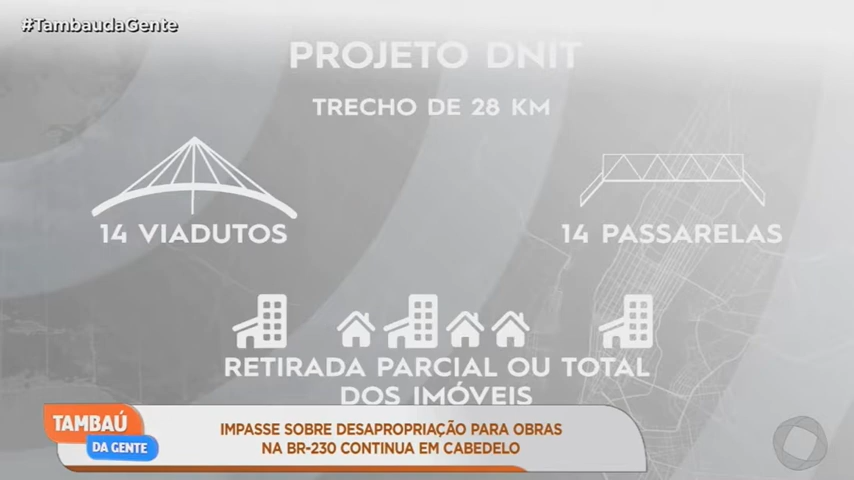 #TambaudaGente
PROJETO DNIT
TRECHO DE 28 KM
14 VIADUTOS
14 PASSARELAS
RETIRADA PARCIAL OU TOTAL
DOS IMÓVEIS
TAMBAÚ
DA GENTE
IMPASSE SOBRE DESAPROPRIAÇÃO PARA OBRAS
NA BR-230 CONTINUA EM CABEDELO